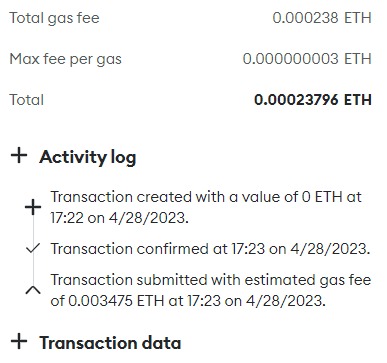 Total gas fee 0.000238 ETH
Max fee per gas 0.000000003 ETH
Total 0.00023796 ETH
Activity log
Transaction created with a value of 0 ETH at
17:22 on 4/28/2023.
Transaction confirmed at 17:23 on 4/28/2023.
Transaction submitted with estimated gas fee
of 0.003475 ETH at 17:23 on 4/28/2023.
Transaction data